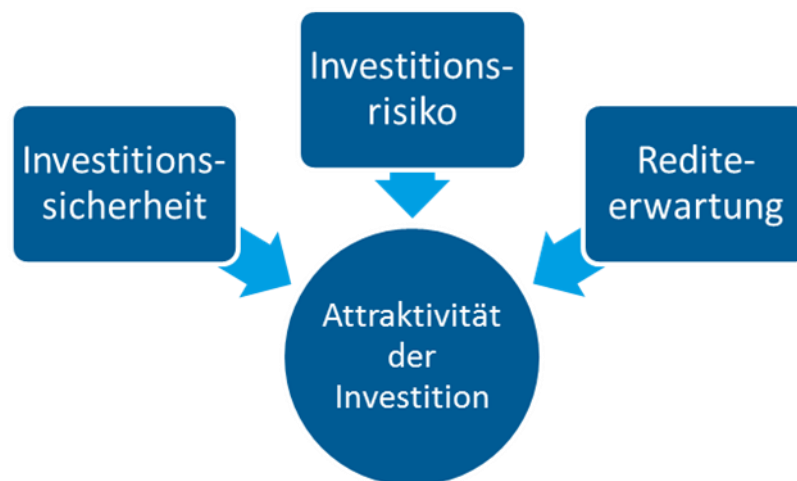 Investitions-
sicherheit
Investitions-
risiko
Redite-
erwartung
Attraktivität
der
Investition